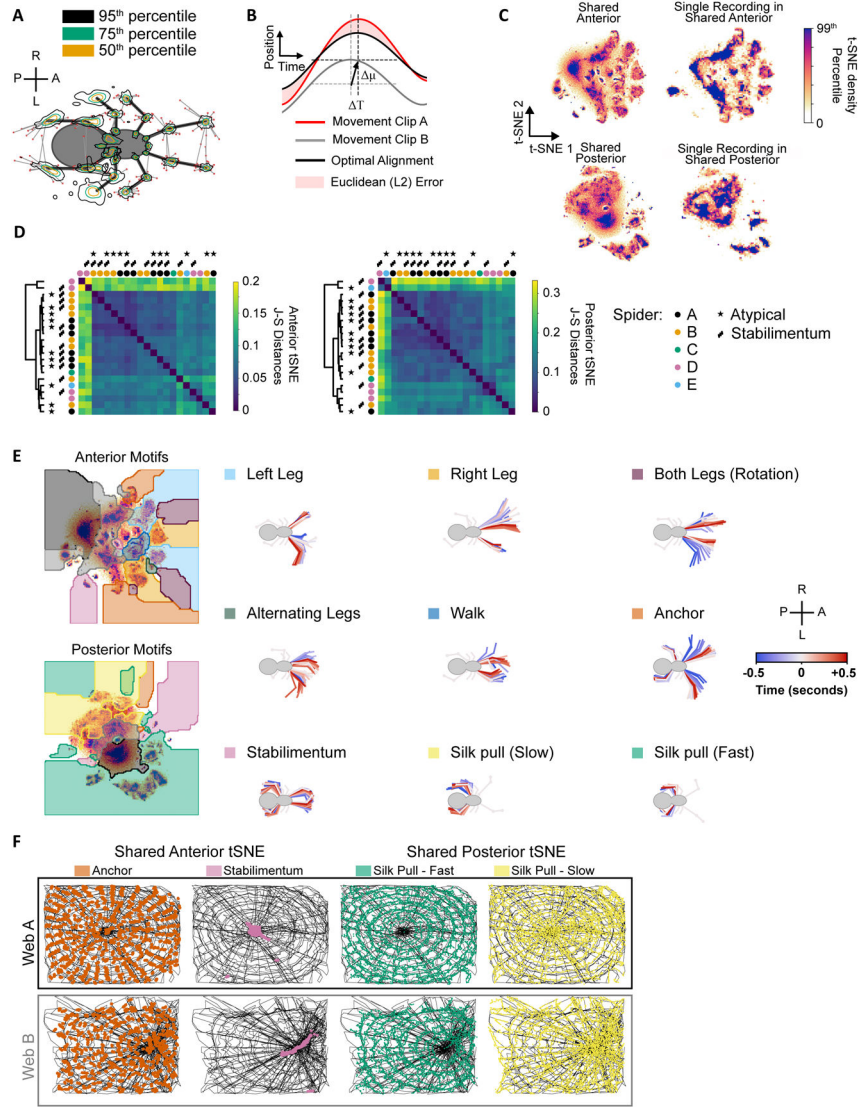 A
95th percentile
75th percentile
50th percentile
R
P A
L
B
Position
Time
Δμ
ΔT
Movement Clip A
Movement Clip B
Optimal Alignment
Euclidean (L2) Error
C
Shared
Anterior
Single Recording in
Shared Anterior
t-SNE 2
t-SNE 1
Shared
Posterior
Single Recording in
Shared Posterior
99th
0
t-SNE density
Percentile
D
0.2
0.15
0.1
0.05
0
Anterior tSNE
J-S Distances
0.3
0.2
0.1
0
Posterior tSNE
J-S Distances
Spider:
A
B
C
D
E
Atypical
Stabilimentum
E
Anterior Motifs
Posterior Motifs
Left Leg
Right Leg
Both Legs (Rotation)
Alternating Legs
Walk
Anchor
Stabilimentum
Silk pull (Slow)
Silk pull (Fast)
R
P A
L
-0.5 0 +0.5
Time (seconds)
F
Shared Anterior tSNE
Shared Posterior tSNE
Anchor
Stabilimentum
Silk Pull - Fast
Silk Pull - Slow
Web A
Web B